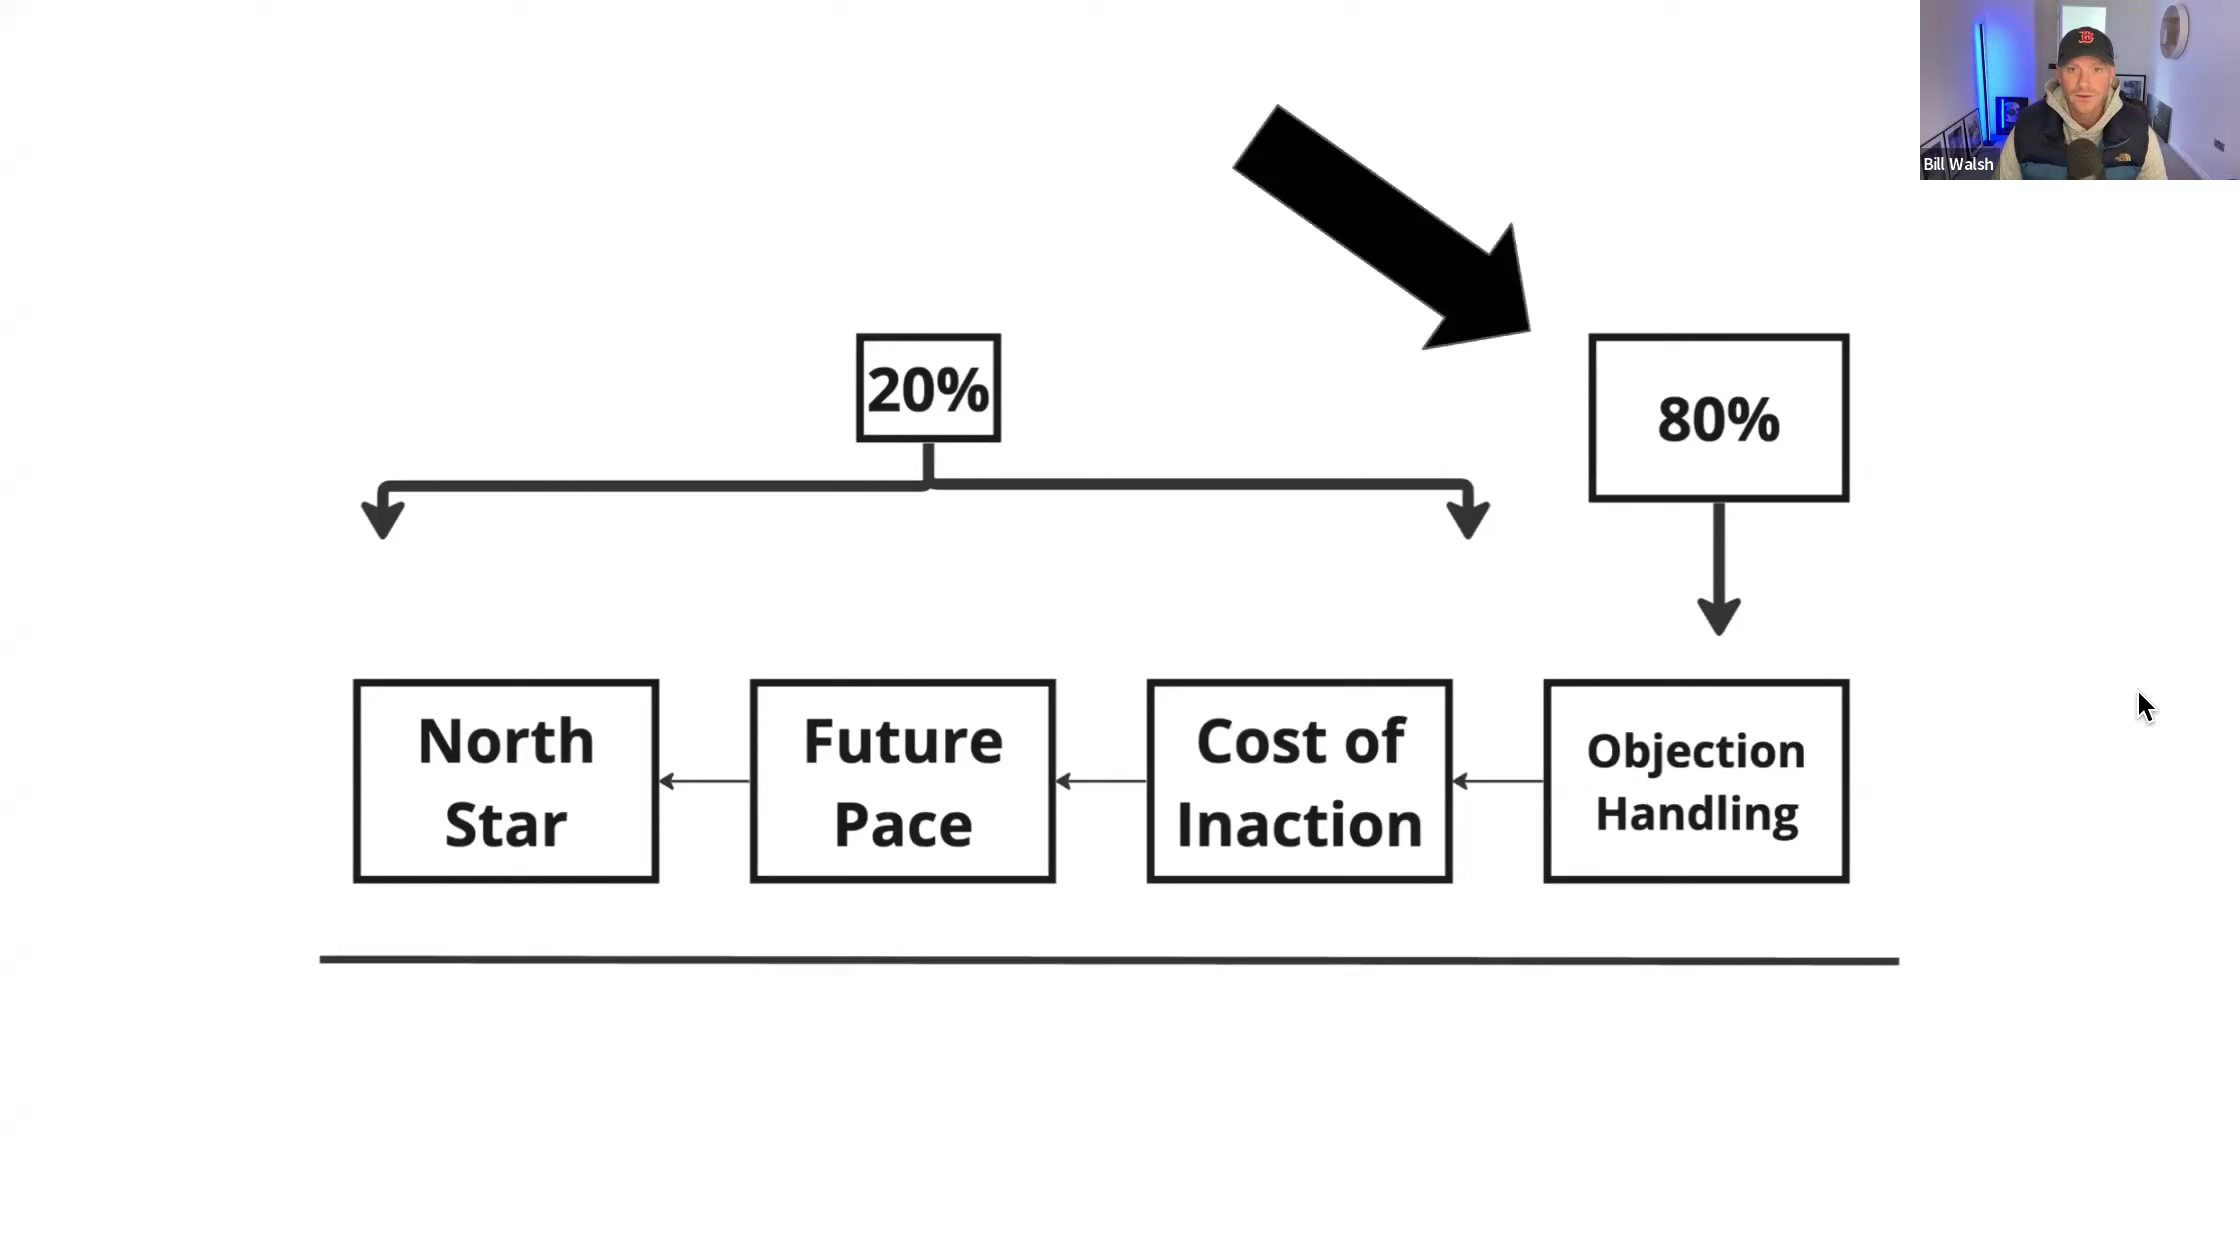 Bill Walsh
20%
80%
North
Star
Future
Pace
Cost of
Inaction
Objection
Handling